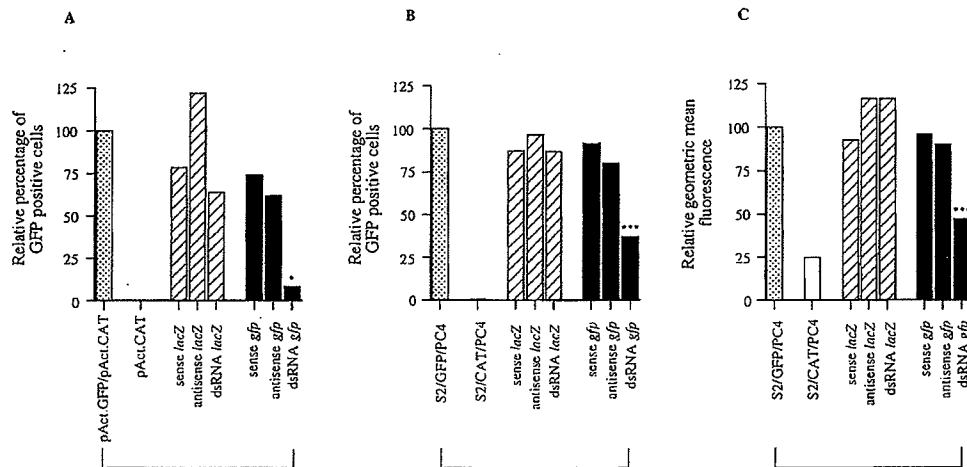 A
B
C
Relative percentage of
GFP positive cells
125
100
75
50
25
0
*
pAct.GFP/pAct.CAT
pAct.CAT
sense lacZ
antisense lacZ
dsRNA lacZ
sense gfp
antisense gfp
dsRNA gfp
Relative percentage of
GFP positive cells
125
100
75
50
25
0
***
S2/GFP/PC4
S2/CAT/PC4
sense lacZ
antisense lacZ
dsRNA lacZ
sense gfp
antisense gfp
dsRNA gfp
Relative geometric mean
fluorescence
125
100
75
50
25
0
***
S2/GFP/PC4
S2/CAT/PC4
sense lacZ
antisense lacZ
dsRNA lacZ
sense gfp
antisense gfp
dsRNA gfp